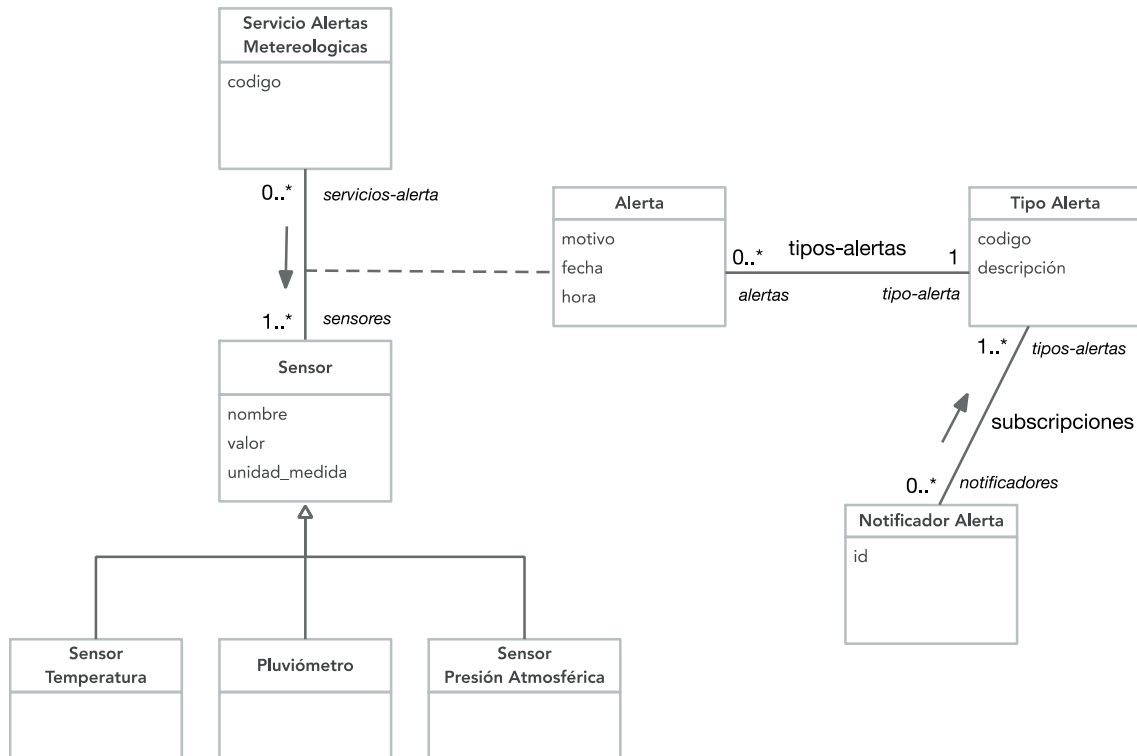 Servicio Alertas
Metereologicas
codigo
0..*
servicios-alerta
1..*
sensores
Sensor
nombre
valor
unidad_medida
Sensor
Temperatura
Pluviómetro
Sensor
Presión Atmosférica
Alerta
motivo
fecha
hora
0..*
tipos-alertas
1
alertas
tipo-alerta
Tipo Alerta
codigo
descripción
1..*
tipos-alertas
subscripciones
0..*
notificadores
Notificador Alerta
id